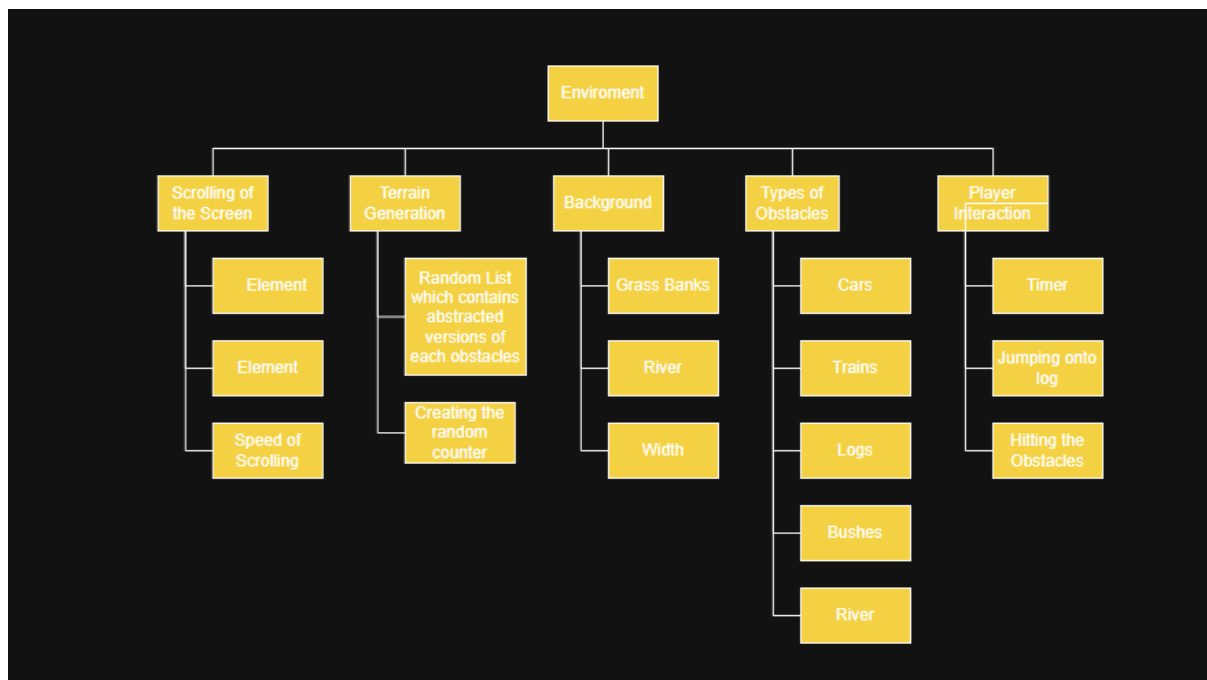 Enviroment
Scrolling of
the Screen
Element
Element
Speed of
Scrolling
Terrain
Generation
Random List
which contains
abstracted
versions of
each obstacles
Creating the
random
counter
Background
Grass Banks
River
Width
Types of
Obstacles
Cars
Trains
Logs
Bushes
River
Player
Interaction
Timer
Jumping onto
log
Hitting the
Obstacles